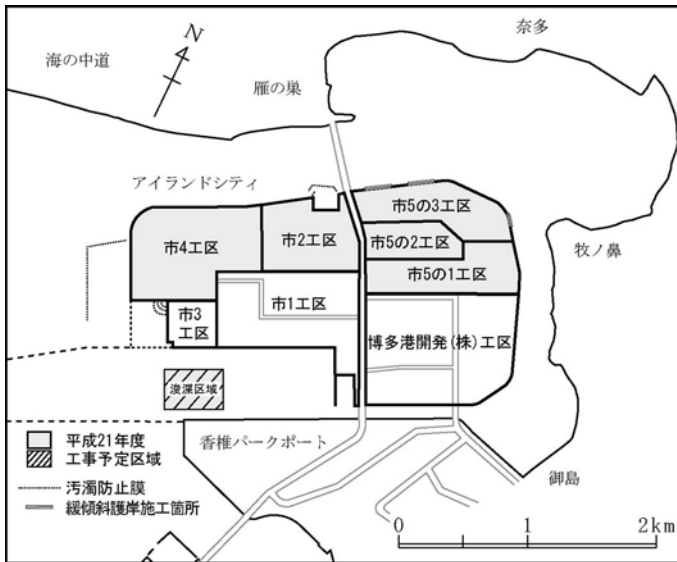 奈多
海の中道
N
雁の巣
アイランドシティ
市5の3工区
市4工区
市2工区
市5の2工区
牧ノ鼻
市5の1工区
市3
工区
市1工区
博多港開発(株)工区
浚渫区域
香椎パークポート
平成21年度
工事予定区域
御島
汚濁防止膜
緩傾斜護岸施工箇所
0 1 2km